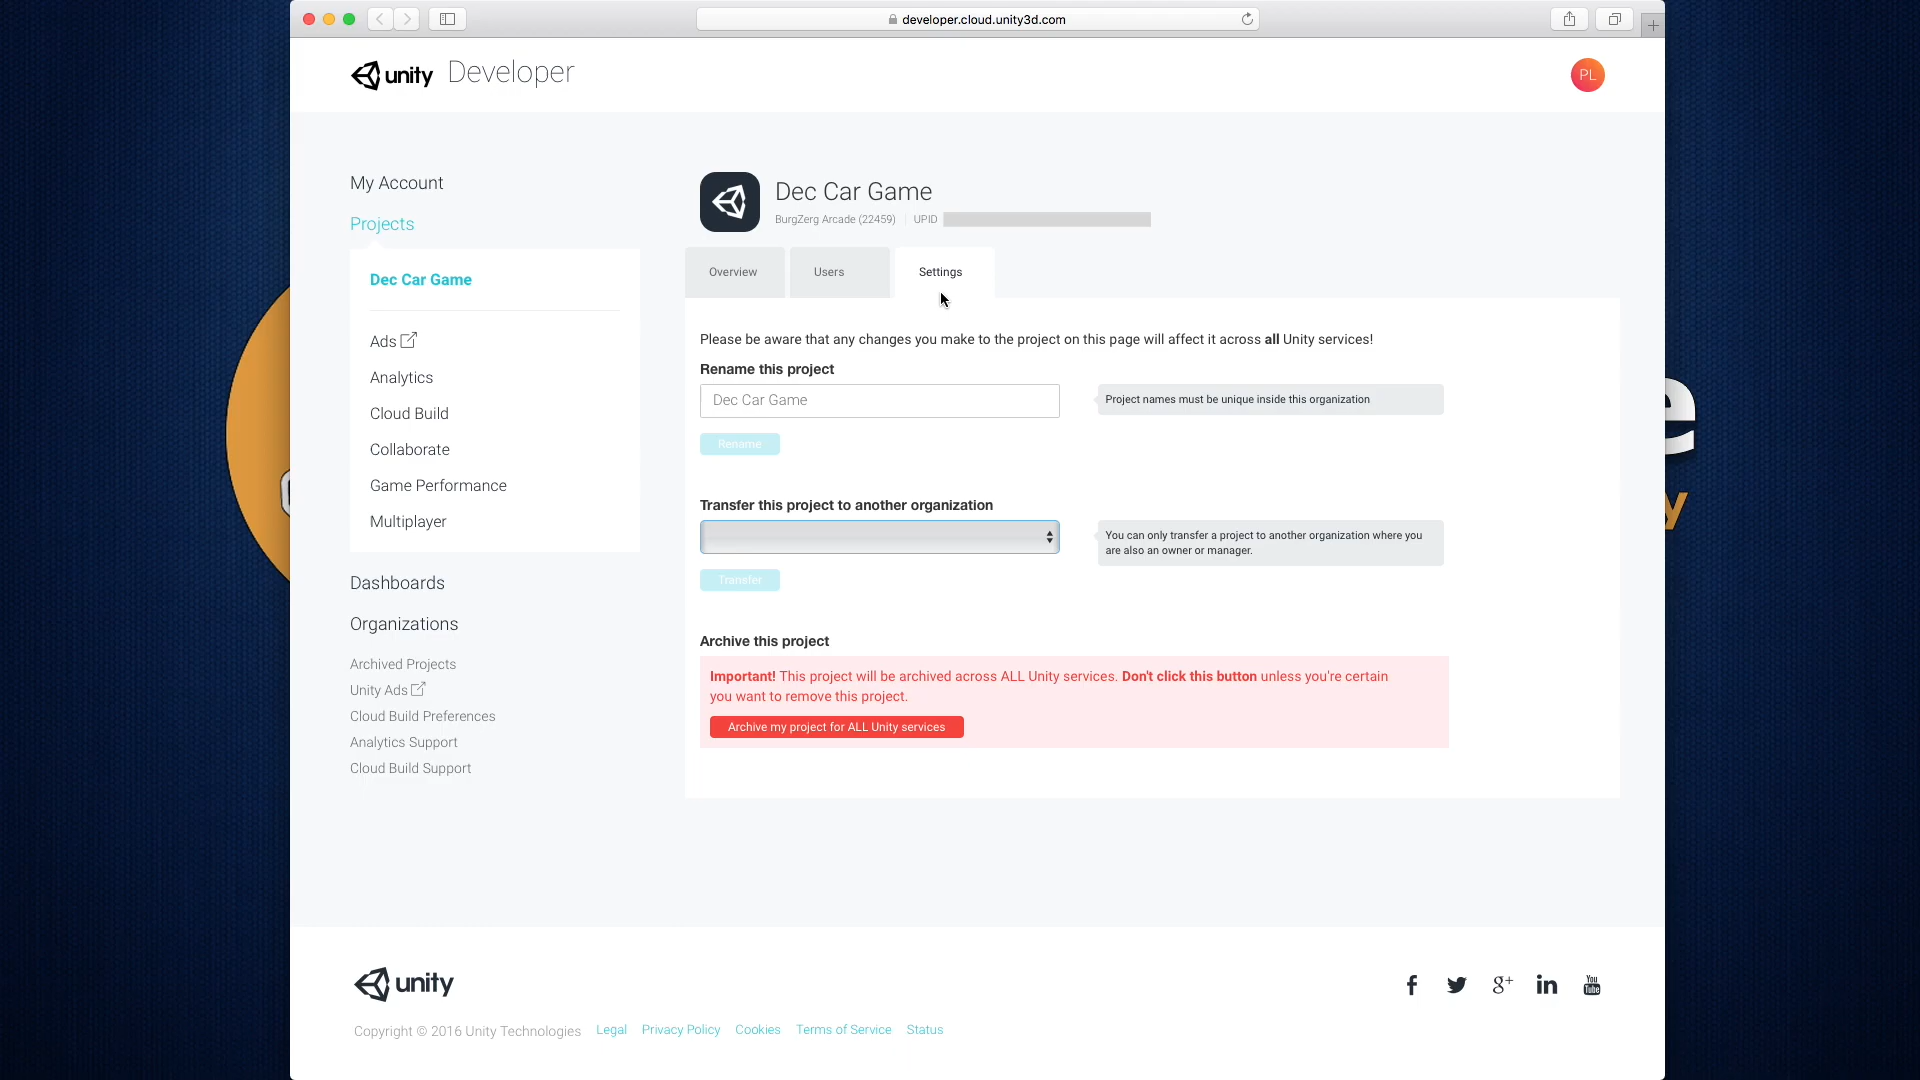 developer.cloud.unity3d.com
unity Developer
PL
My Account
Projects
Dec Car Game
Ads
Analytics
Cloud Build
Collaborate
Game Performance
Multiplayer
Dashboards
Organizations
Archived Projects
Unity Ads
Cloud Build Preferences
Analytics Support
Cloud Build Support
Dec Car Game
BurgZerg Arcade (22459) UPID
Overview
Users
Settings
Please be aware that any changes you make to the project on this page will affect it across all Unity services!
Rename this project
Dec Car Game
Project names must be unique inside this organization
Rename
Transfer this project to another organization
You can only transfer a project to another organization where you
are also an owner or manager.
Transfer
Archive this project
Important! This project will be archived across ALL Unity services. Don't click this button unless you're certain
you want to remove this project.
Archive my project for ALL Unity services
unity
f g+ in You Tube
Copyright © 2016 Unity Technologies Legal Privacy Policy Cookies Terms of Service Status